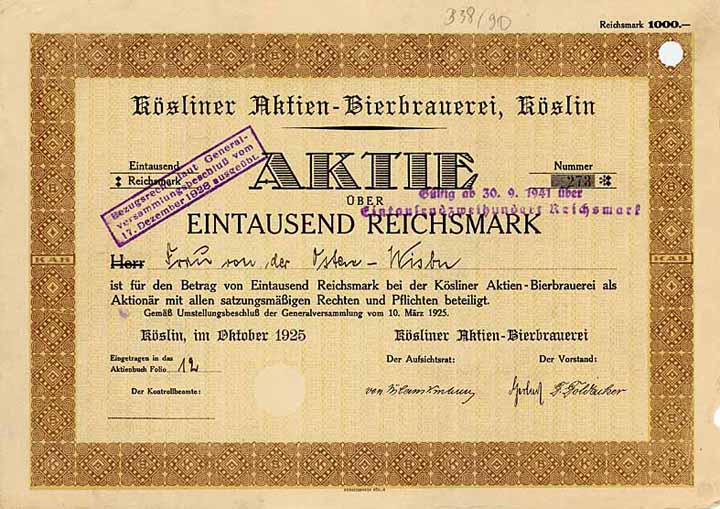 338/90
Reichsmark 1000.—
Kösliner Aktien-Bierbrauerei, Köslin
Eintausend
Reichsmark
AKTIE
Nummer
273
ÜBER
Bezugsrecht laut General-
versammlungsbeschluß vom
17. Dezember 1928 ausgeübt.
Gültig ab 30. 9. 1941 über
Eintausendzweihundert Reichsmark
EINTAUSEND REICHSMARK
Herr Frau von der Osten - Wisbu
ist für den Betrag von Eintausend Reichsmark bei der Kösliner Aktien-Bierbrauerei als
Aktionär mit allen satzungsmäßigen Rechten und Pflichten beteiligt.
Gemäß Umstellungsbeschluß der Generalversammlung vom 10. März 1925.
Köslin, im Oktober 1925
Kösliner Aktien-Bierbrauerei
Eingetragen in das
Aktienbuch Folio 12
Der Aufsichtsrat:
Der Vorstand:
Der Kontrollbeamte:
von
KAB
KAB